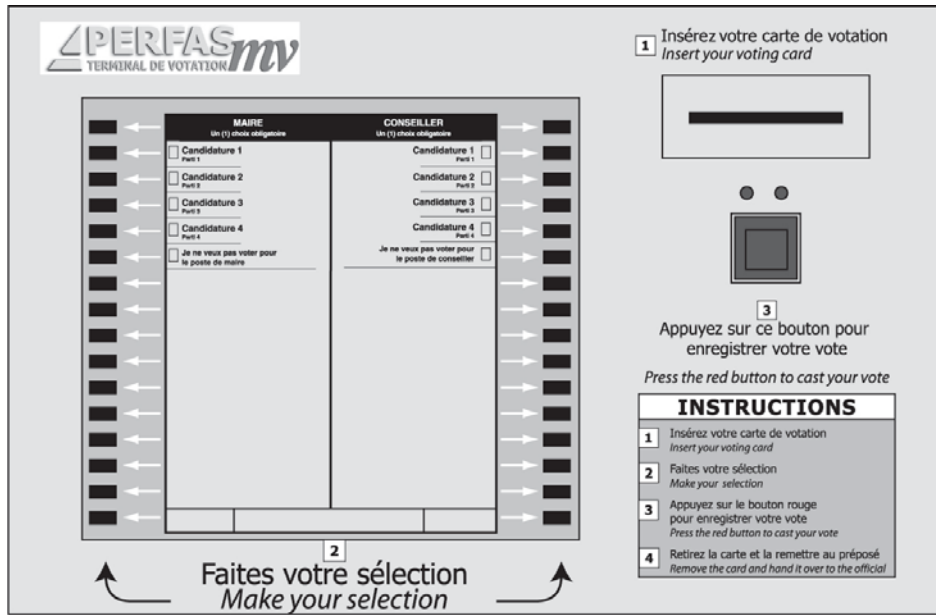 PERFAS mv
TERMINAL DE VOTATION
MAIRE
Un (1) choix obligatoire
Candidature 1
Parti 1
Candidature 2
Parti 2
Candidature 3
Parti 3
Candidature 4
Parti 4
Je ne veux pas voter pour
le poste de maire
CONSEILLER
Un (1) choix obligatoire
Candidature 1
Parti 1
Candidature 2
Parti 2
Candidature 3
Parti 3
Candidature 4
Parti 4
Je ne veux pas voter pour
le poste de conseiller
2
Faites votre sélection
Make your selection
1 Insérez votre carte de votation
Insert your voting card
3
Appuyez sur ce bouton pour
enregistrer votre vote
Press the red button to cast your vote
INSTRUCTIONS
1 Insérez votre carte de votation
Insert your voting card
2 Faites votre sélection
Make your selection
3 Appuyez sur le bouton rouge
pour enregistrer votre vote
Press the red button to cast your vote
4 Retirez la carte et la remettre au préposé
Remove the card and hand it over to the official